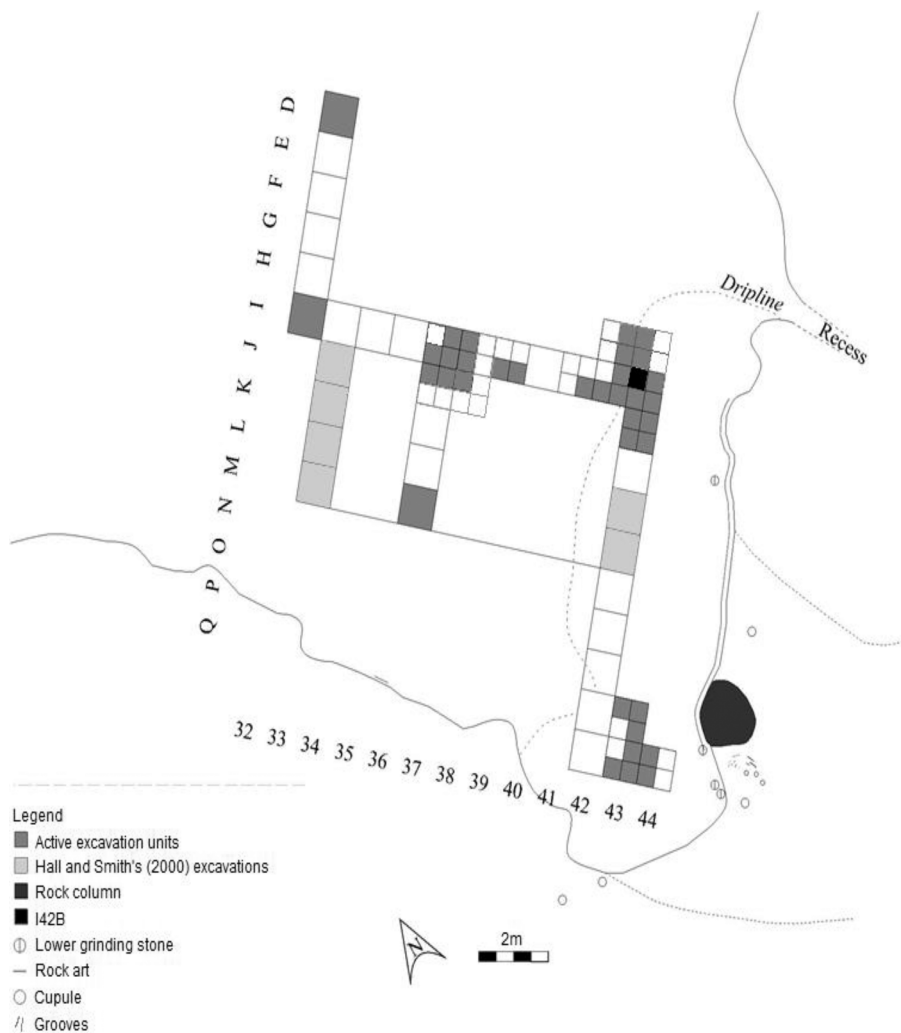 D
E
F
G
H
I
J
K
L
M
N
O
P
Q
Dripline
Recess
32 33 34 35 36 37 38 39 40 41 42 43 44
Legend
Active excavation units
Hall and Smith's (2000) excavations
Rock column
I42B
Lower grinding stone
Rock art
Cupule
Grooves
N
2m